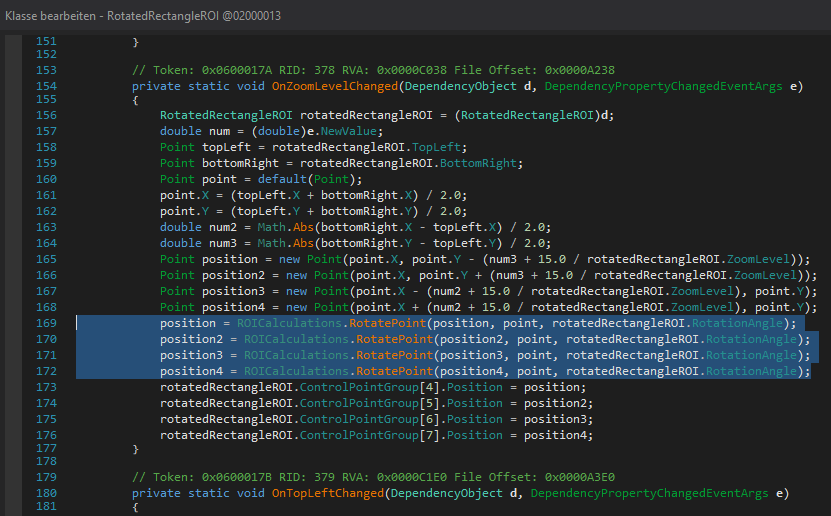 Klasse bearbeiten - RotatedRectangleROI @02000013
151 }
152
153 // Token: 0x0600017A RID: 378 RVA: 0x0000C038 File Offset: 0x0000A238
154 private static void OnZoomLevelChanged(DependencyObject d, DependencyPropertyChangedEventArgs e)
155 {
156 RotatedRectangleROI rotatedRectangleROI = (RotatedRectangleROI)d;
157 double num = (double)e.NewValue;
158 Point topLeft = rotatedRectangleROI.TopLeft;
159 Point bottomRight = rotatedRectangleROI.BottomRight;
160 Point point = default(Point);
161 point.X = (topLeft.X + bottomRight.X) / 2.0;
162 point.Y = (topLeft.Y + bottomRight.Y) / 2.0;
163 double num2 = Math.Abs(bottomRight.X - topLeft.X) / 2.0;
164 double num3 = Math.Abs(bottomRight.Y - topLeft.Y) / 2.0;
165 Point position = new Point(point.X, point.Y - (num3 + 15.0 / rotatedRectangleROI.ZoomLevel));
166 Point position2 = new Point(point.X, point.Y + (num3 + 15.0 / rotatedRectangleROI.ZoomLevel));
167 Point position3 = new Point(point.X - (num2 + 15.0 / rotatedRectangleROI.ZoomLevel), point.Y);
168 Point position4 = new Point(point.X + (num2 + 15.0 / rotatedRectangleROI.ZoomLevel), point.Y);
169 position = ROICalculations.RotatePoint(position, point, rotatedRectangleROI.RotationAngle);
170 position2 = ROICalculations.RotatePoint(position2, point, rotatedRectangleROI.RotationAngle);
171 position3 = ROICalculations.RotatePoint(position3, point, rotatedRectangleROI.RotationAngle);
172 position4 = ROICalculations.RotatePoint(position4, point, rotatedRectangleROI.RotationAngle);
173 rotatedRectangleROI.ControlPointGroup[4].Position = position;
174 rotatedRectangleROI.ControlPointGroup[5].Position = position2;
175 rotatedRectangleROI.ControlPointGroup[6].Position = position3;
176 rotatedRectangleROI.ControlPointGroup[7].Position = position4;
177 }
178
179 // Token: 0x0600017B RID: 379 RVA: 0x0000C1E0 File Offset: 0x0000A3E0
180 private static void OnTopLeftChanged(DependencyObject d, DependencyPropertyChangedEventArgs e)
181 {